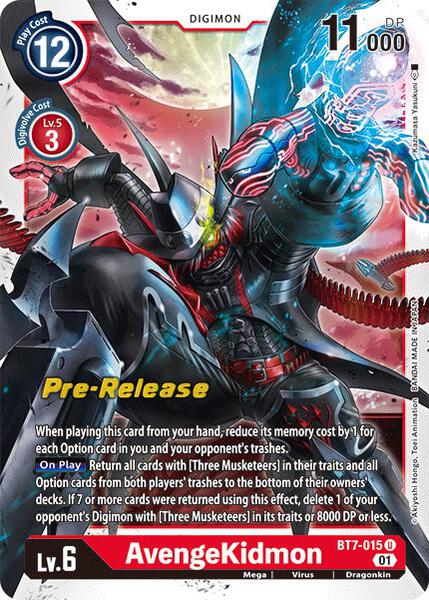 Play Cost
12
DIGIMON
11000
DP
Digivolve Cost
Lv.5
3
Kazumasa Yasukuni
Pre-Release
When playing this card from your hand, reduce its memory cost by 1 for
each Option card in you and your opponent's trashes.
On Play Return all cards with [Three Musketeers] in their traits and all
Option cards from both players' trashes to the bottom of their owners'
decks. If 7 or more cards were returned using this effect, delete 1 of your
opponent's Digimon with [Three Musketeers] in its traits or 8000 DP or less.
©Akiyoshi Hongo, Toei Animation
BANDAI MADE IN JAPAN
Lv.6
AvengeKidmon
BT7-015 U
01
Mega | Virus | Dragonkin